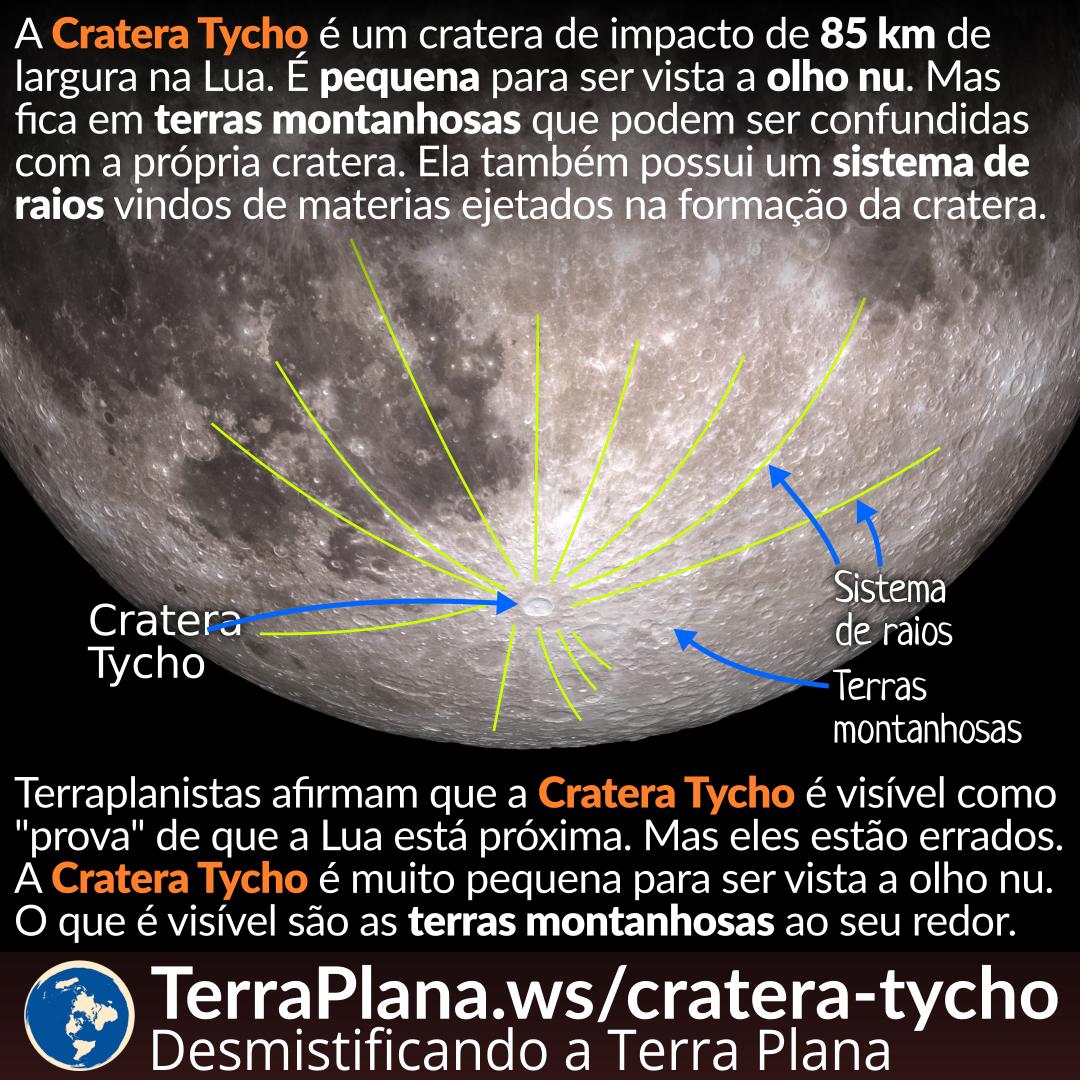 A Cratera Tycho é um cratera de impacto de 85 km de
largura na Lua. É pequena para ser vista a olho nu. Mas
fica em terras montanhosas que podem ser confundidas
com a própria cratera. Ela também possui um sistema de
raios vindos de materias ejetados na formação da cratera.
Cratera
Tycho
Sistema
de raios
Terras
montanhosas
Terraplanistas afirmam que a Cratera Tycho é visível como
"prova" de que a Lua está próxima. Mas eles estão errados.
A Cratera Tycho é muito pequena para ser vista a olho nu.
O que é visível são as terras montanhosas ao seu redor.
TerraPlana.ws/cratera-tycho
Desmistificando a Terra Plana